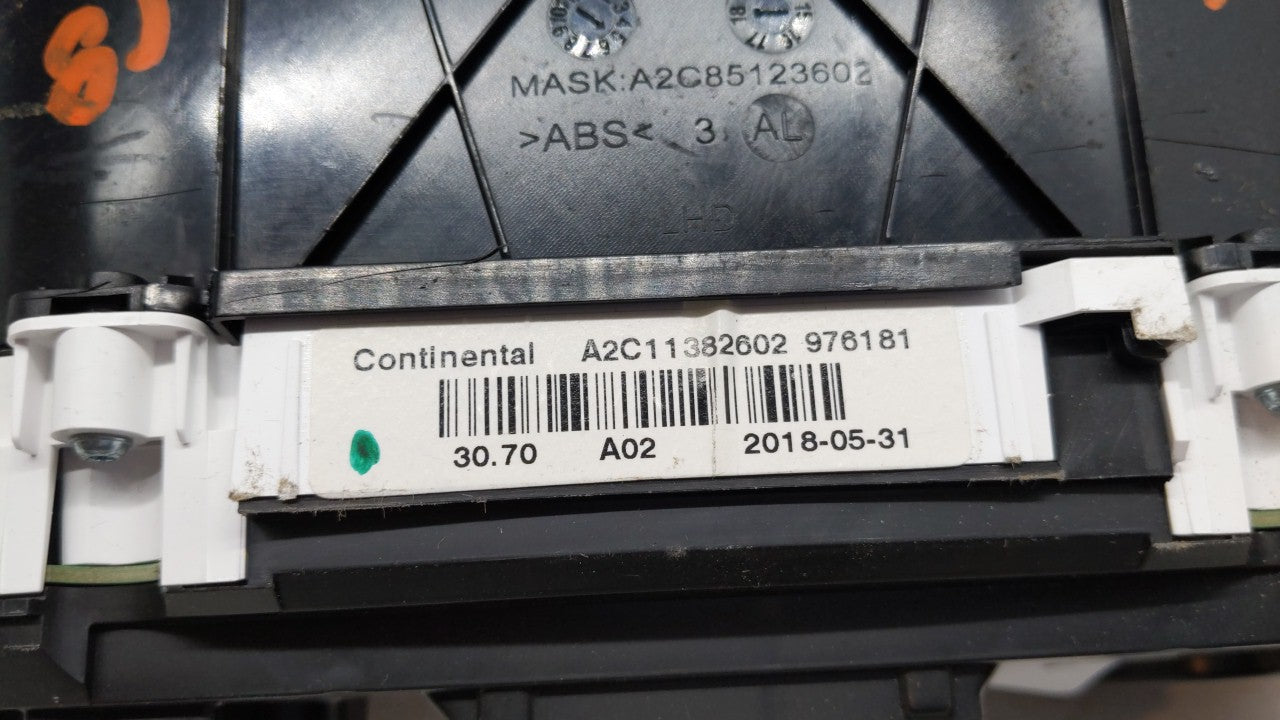 MASK:A2C85123602
>ABS< 3 AL
LHD
Continental A2C11382602 976181
30.70 A02 2018-05-31